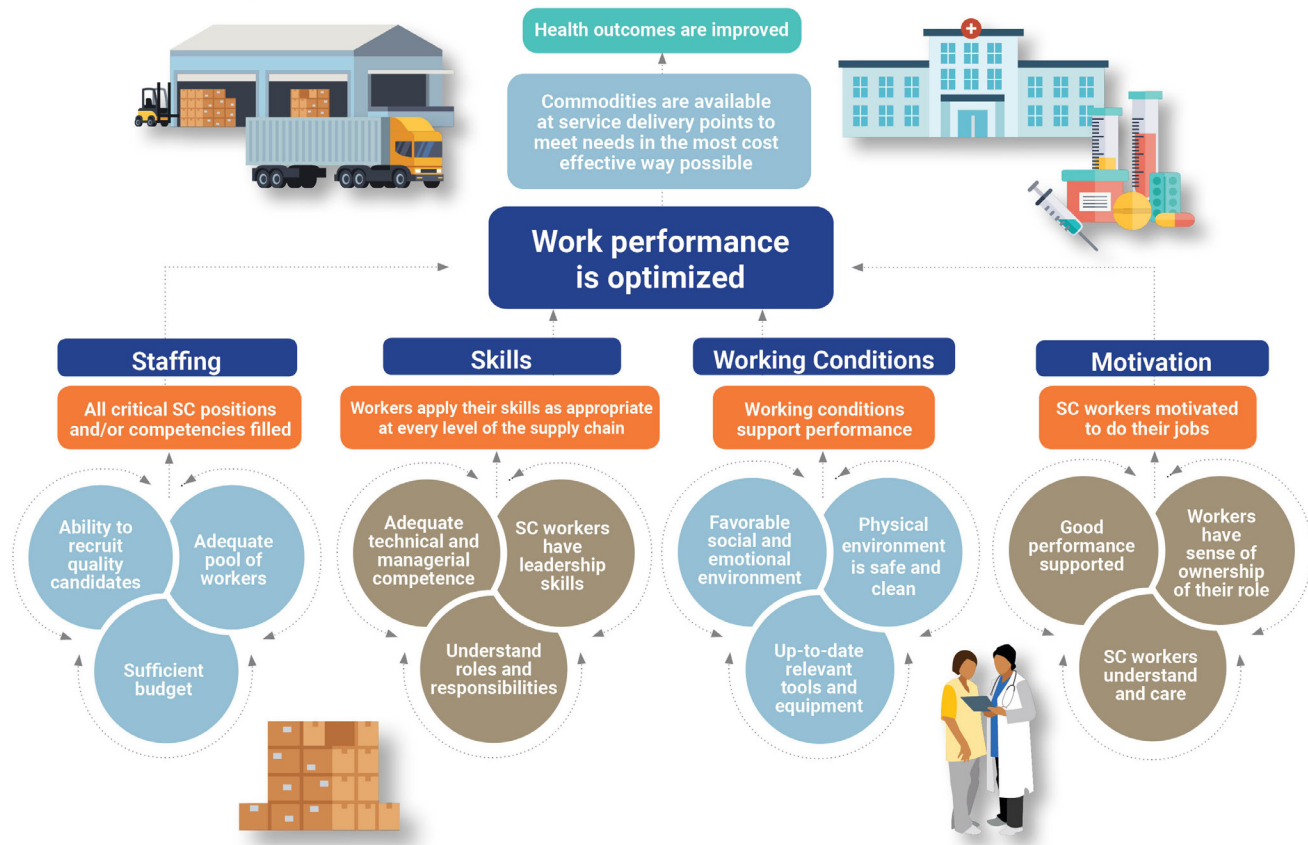 Health outcomes are improved
Commodities are available
at service delivery points to
meet needs in the most cost
effective way possible
Work performance
is optimized
Staffing
All critical SC positions
and/or competencies filled
Ability to
recruit
quality
candidates
Adequate
pool of
workers
Sufficient
budget
Skills
Workers apply their skills as appropriate
at every level of the supply chain
Adequate
technical and
managerial
competence
SC workers
have
leadership
skills
Understand
roles and
responsibilities
Working Conditions
Working conditions
support performance
Favorable
social and
emotional
environment
Physical
environment
is safe and
clean
Up-to-date
relevant
tools and
equipment
Motivation
SC workers motivated
to do their jobs
Good
performance
supported
Workers
have
sense of
ownership
of their role
SC workers
understand
and care